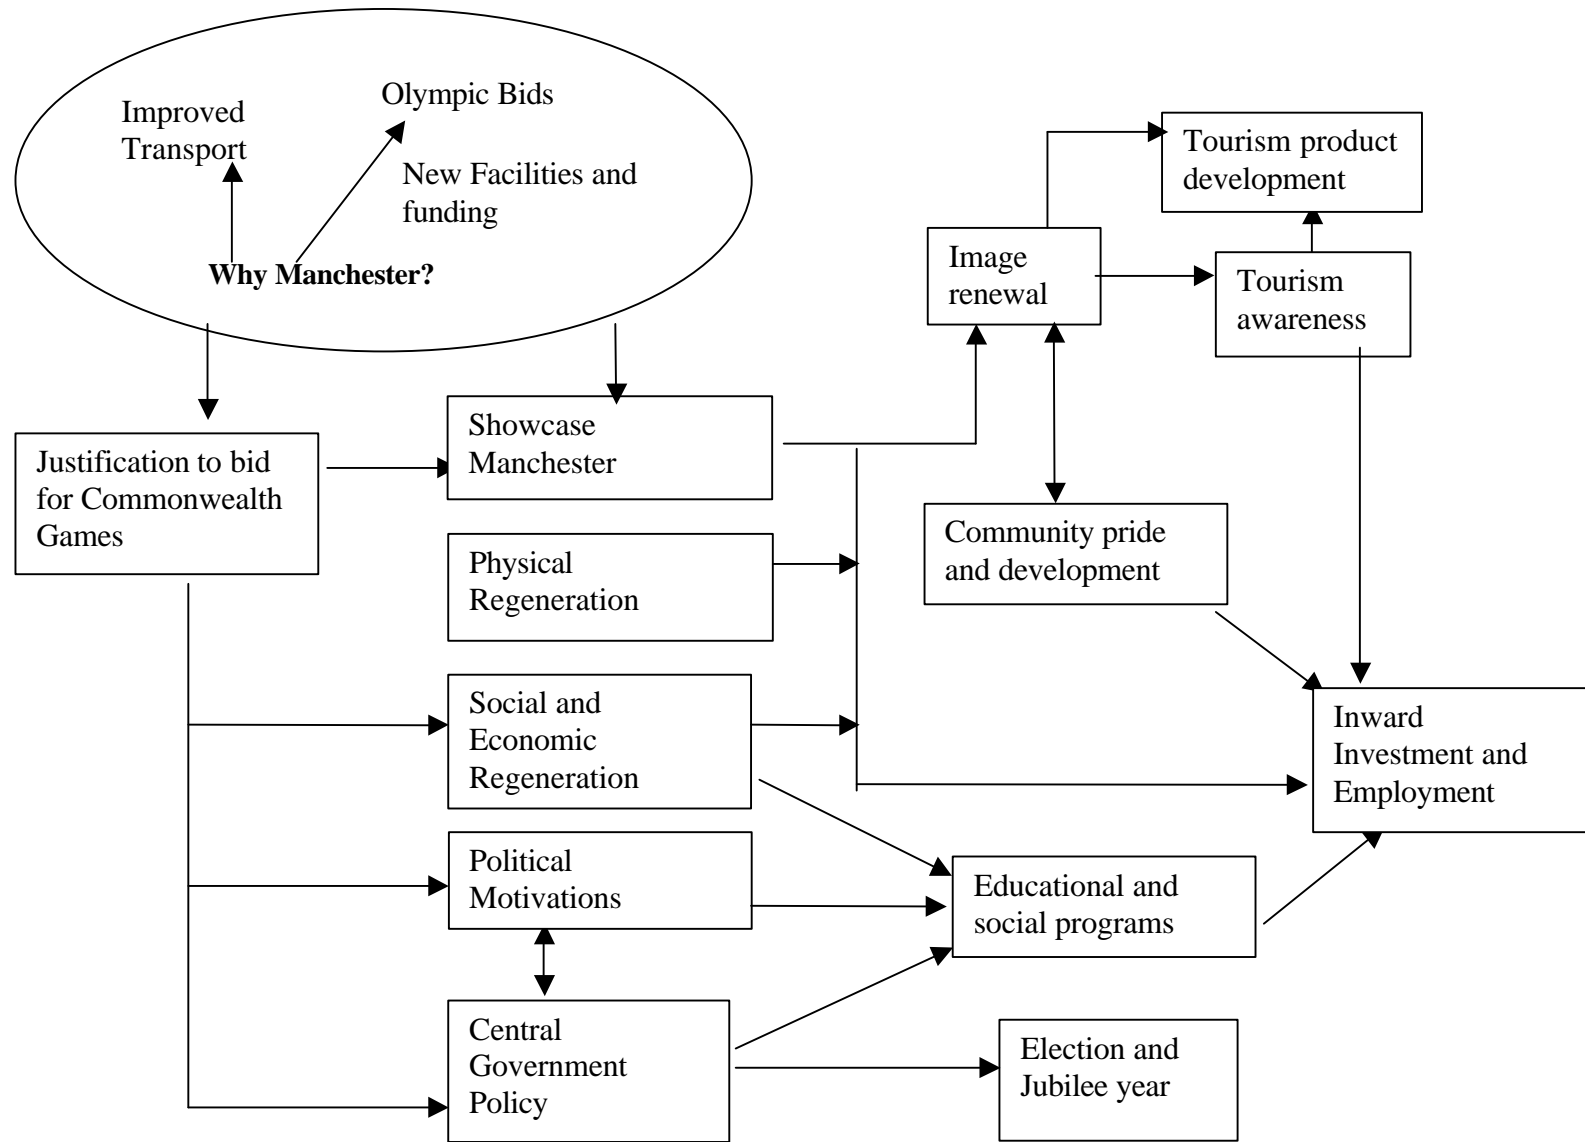 Improved
Transport
Olympic Bids
New Facilities and
funding
Why Manchester?
Tourism product
development
Image
renewal
Tourism
awareness
Justification to bid
for Commonwealth
Games
Showcase
Manchester
Physical
Regeneration
Community pride
and development
Social and
Economic
Regeneration
Inward
Investment and
Employment
Political
Motivations
Educational and
social programs
Central
Government
Policy
Election and
Jubilee year